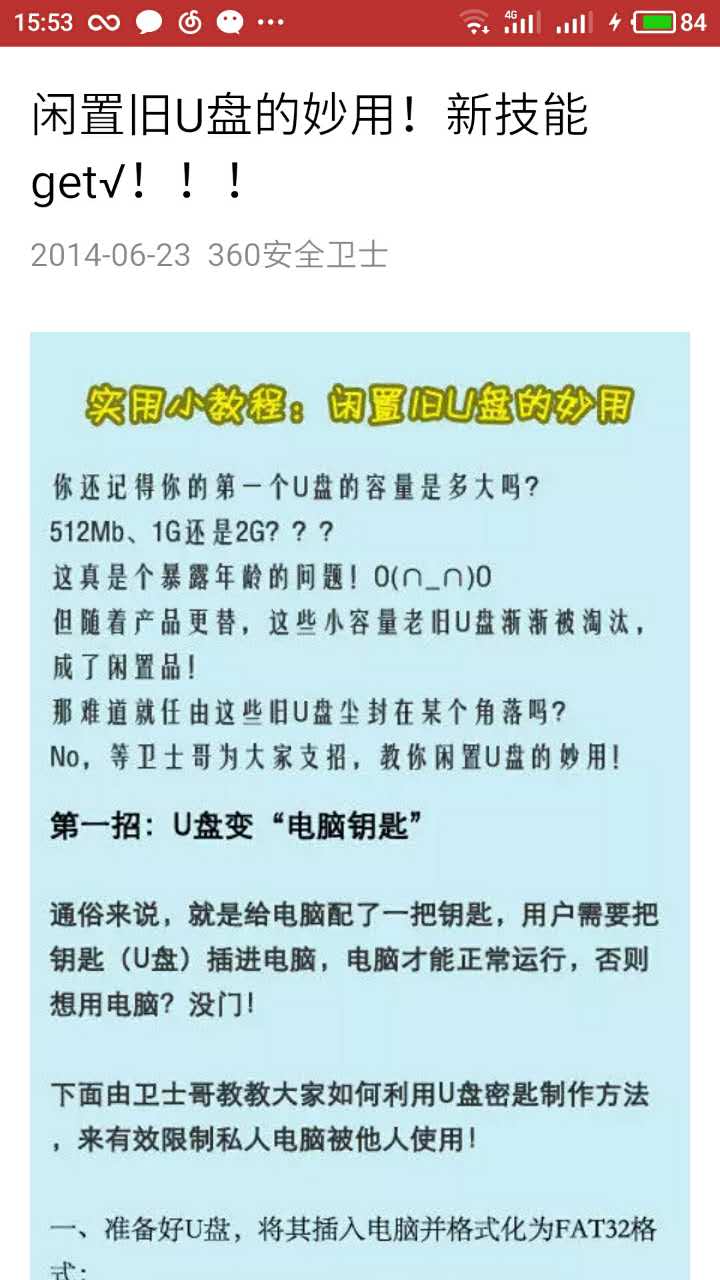 15:53
4G
84
闲置旧U盘的妙用！新技能
get√！！！
2014-06-23 360安全卫士
实用小教程：闲置旧U盘的妙用
你还记得你的第一个U盘的容量是多大吗？
512Mb、1G还是2G？？？
这真是个暴露年龄的问题！O(∩_∩)O
但随着产品更替，这些小容量老旧U盘渐渐被淘汰，
成了闲置品！
那难道就任由这些旧U盘尘封在某个角落吗？
No，等卫士哥为大家支招，教你闲置U盘的妙用！
第一招：U盘变“电脑钥匙”
通俗来说，就是给电脑配了一把钥匙，用户需要把
钥匙（U盘）插进电脑，电脑才能正常运行，否则
想用电脑？没门！
下面由卫士哥教教大家如何利用U盘密匙制作方法
，来有效限制私人电脑被他人使用！
一、准备好U盘，将其插入电脑并格式化为FAT32格
式；